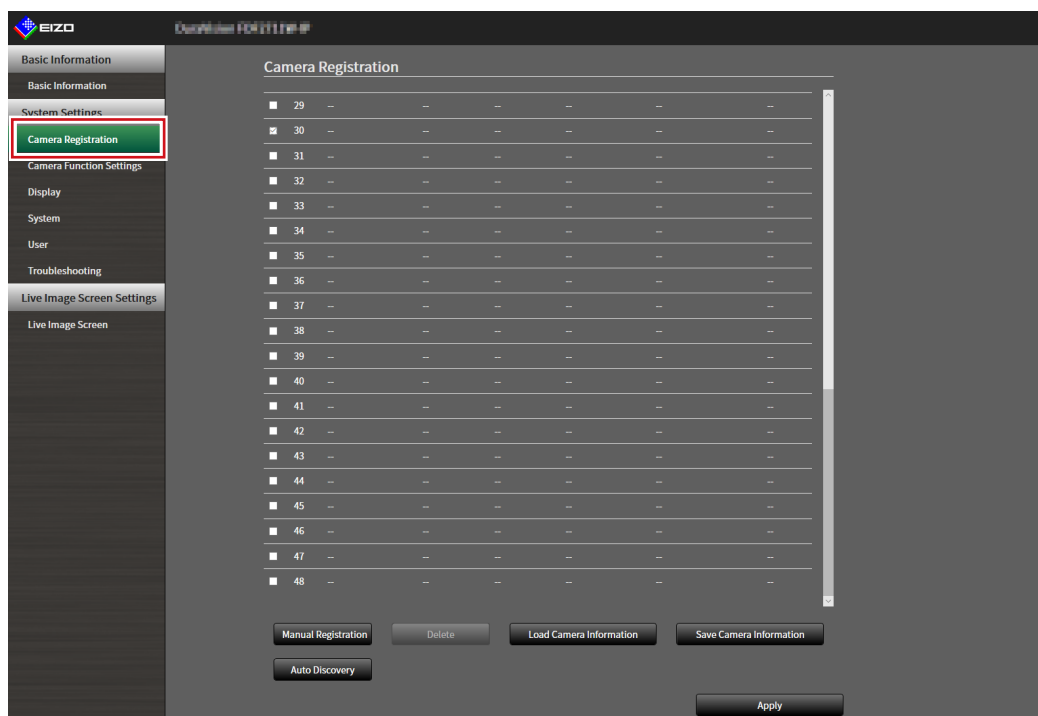 EIZO
Basic Information
Basic Information
System Settings
Camera Registration
Camera Function Settings
Display
System
User
Troubleshooting
Live Image Screen Settings
Live Image Screen
Camera Registration
29 -- -- -- -- -- --
30 -- -- -- -- -- --
31 -- -- -- -- -- --
32 -- -- -- -- -- --
33 -- -- -- -- -- --
34 -- -- -- -- -- --
35 -- -- -- -- -- --
36 -- -- -- -- -- --
37 -- -- -- -- -- --
38 -- -- -- -- -- --
39 -- -- -- -- -- --
40 -- -- -- -- -- --
41 -- -- -- -- -- --
42 -- -- -- -- -- --
43 -- -- -- -- -- --
44 -- -- -- -- -- --
45 -- -- -- -- -- --
46 -- -- -- -- -- --
47 -- -- -- -- -- --
48 -- -- -- -- -- --
Manual Registration Delete Load Camera Information Save Camera Information
Auto Discovery
Apply